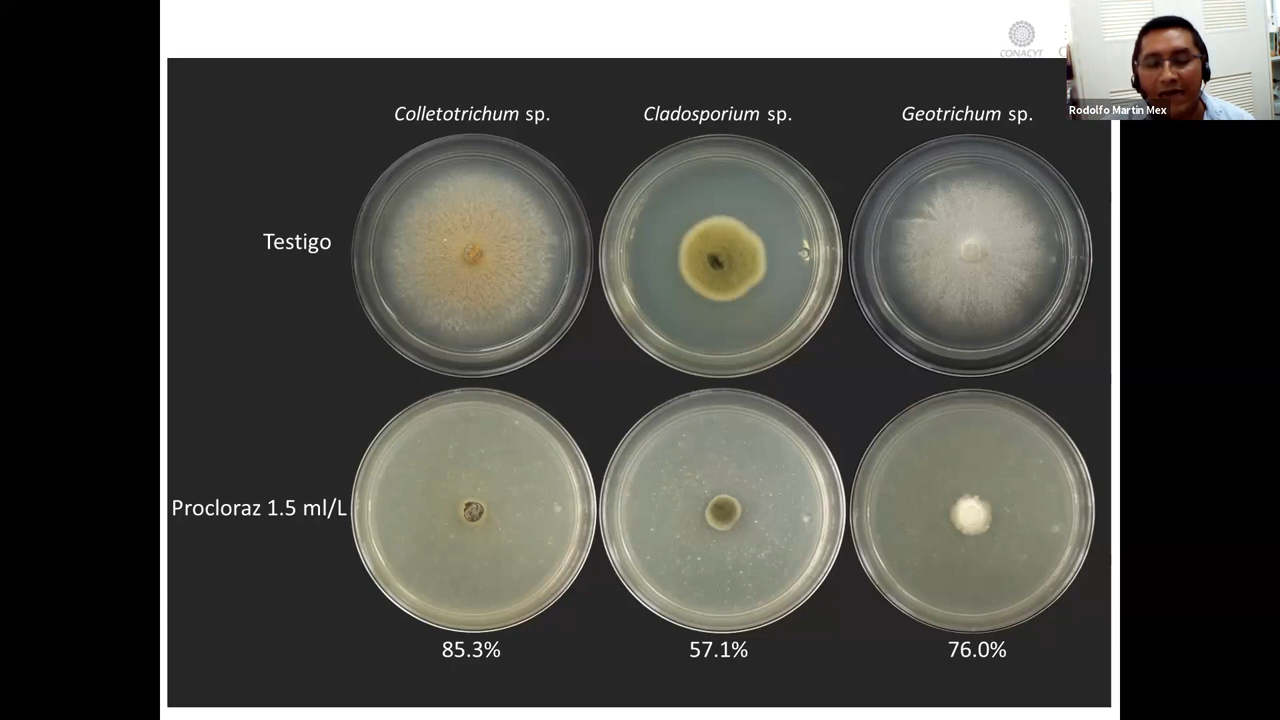 CONACYT
Rodolfo Martin Mex
Colletotrichum sp.
Cladosporium sp.
Geotrichum sp.
Testigo
Procloraz 1.5 ml/L
85.3%
57.1%
76.0%